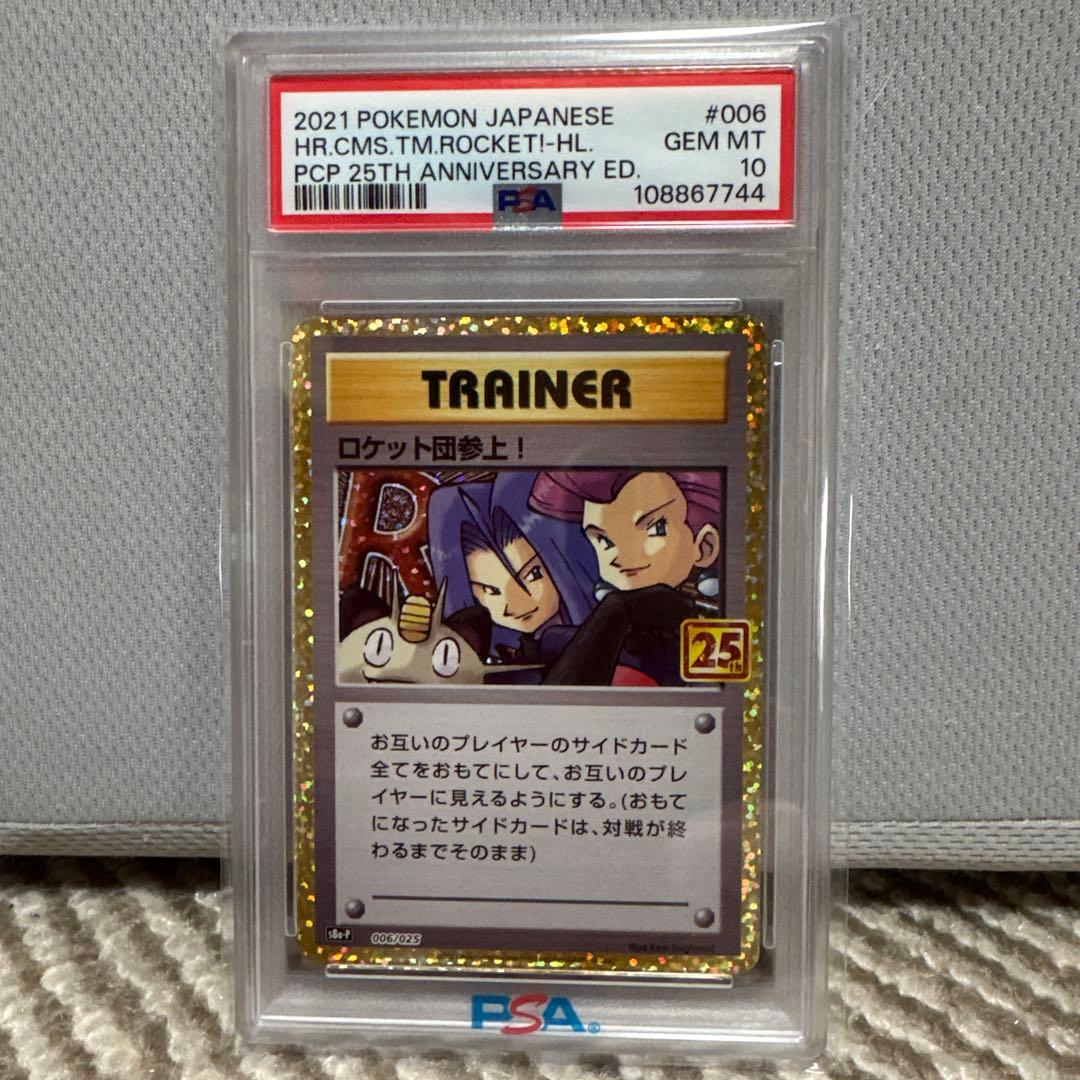 2021 POKEMON JAPANESE #006
HR.CMS.TM.ROCKET!-HL. GEM MT
PCP 25TH ANNIVERSARY ED. 10
PSA 108867744
TRAINER
ロケット団参上!
R
25th
お互いのプレイヤーのサイドカード
全てをおもてにして、お互いのプレ
イヤーに見えるようにする。(おもて
になったサイドカードは、対戦が終
わるまでそのまま)
s8a-P 006/025
Illus. Ken Sugimori
PSA